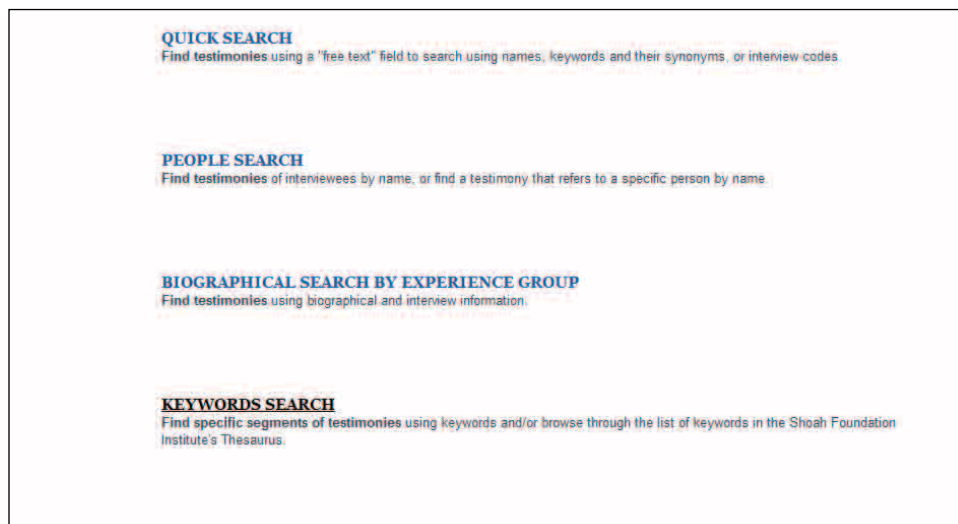 QUICK SEARCH
Find testimonies using a "free text" field to search using names, keywords and their synonyms, or interview codes.
PEOPLE SEARCH
Find testimonies of interviewees by name, or find a testimony that refers to a specific person by name.
BIOGRAPHICAL SEARCH BY EXPERIENCE GROUP
Find testimonies using biographical and interview information.
KEYWORDS SEARCH
Find specific segments of testimonies using keywords and/or browse through the list of keywords in the Shoah Foundation
Institute's Thesaurus.